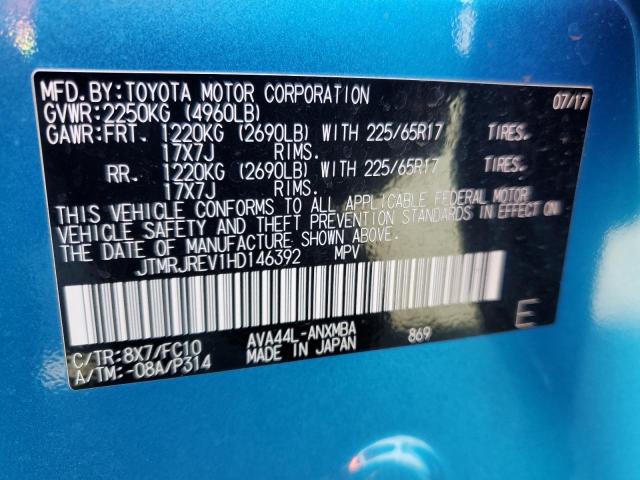 MFD.BY:TOYOTA MOTOR CORPORATION 07/17
GVWR:2250KG (4960LB)
GAWR:FRT. 1220KG (2690LB) WITH 225/65R17 TIRES.
17X7J RIMS.
RR. 1220KG (2690LB) WITH 225/65R17 TIRES.
17X7J RIMS.
THIS VEHICLE CONFORMS TO ALL APPLICABLE FEDERAL MOTOR
VEHICLE SAFETY AND THEFT PREVENTION STANDARDS IN EFFECT ON
THE DATE OF MANUFACTURE SHOWN ABOVE.
JTMRJREV1HD146392 MPV
C/TR:8X7/FC10 AVA44L-ANXMBA 869 E
A/TM:-08A/P314 MADE IN JAPAN